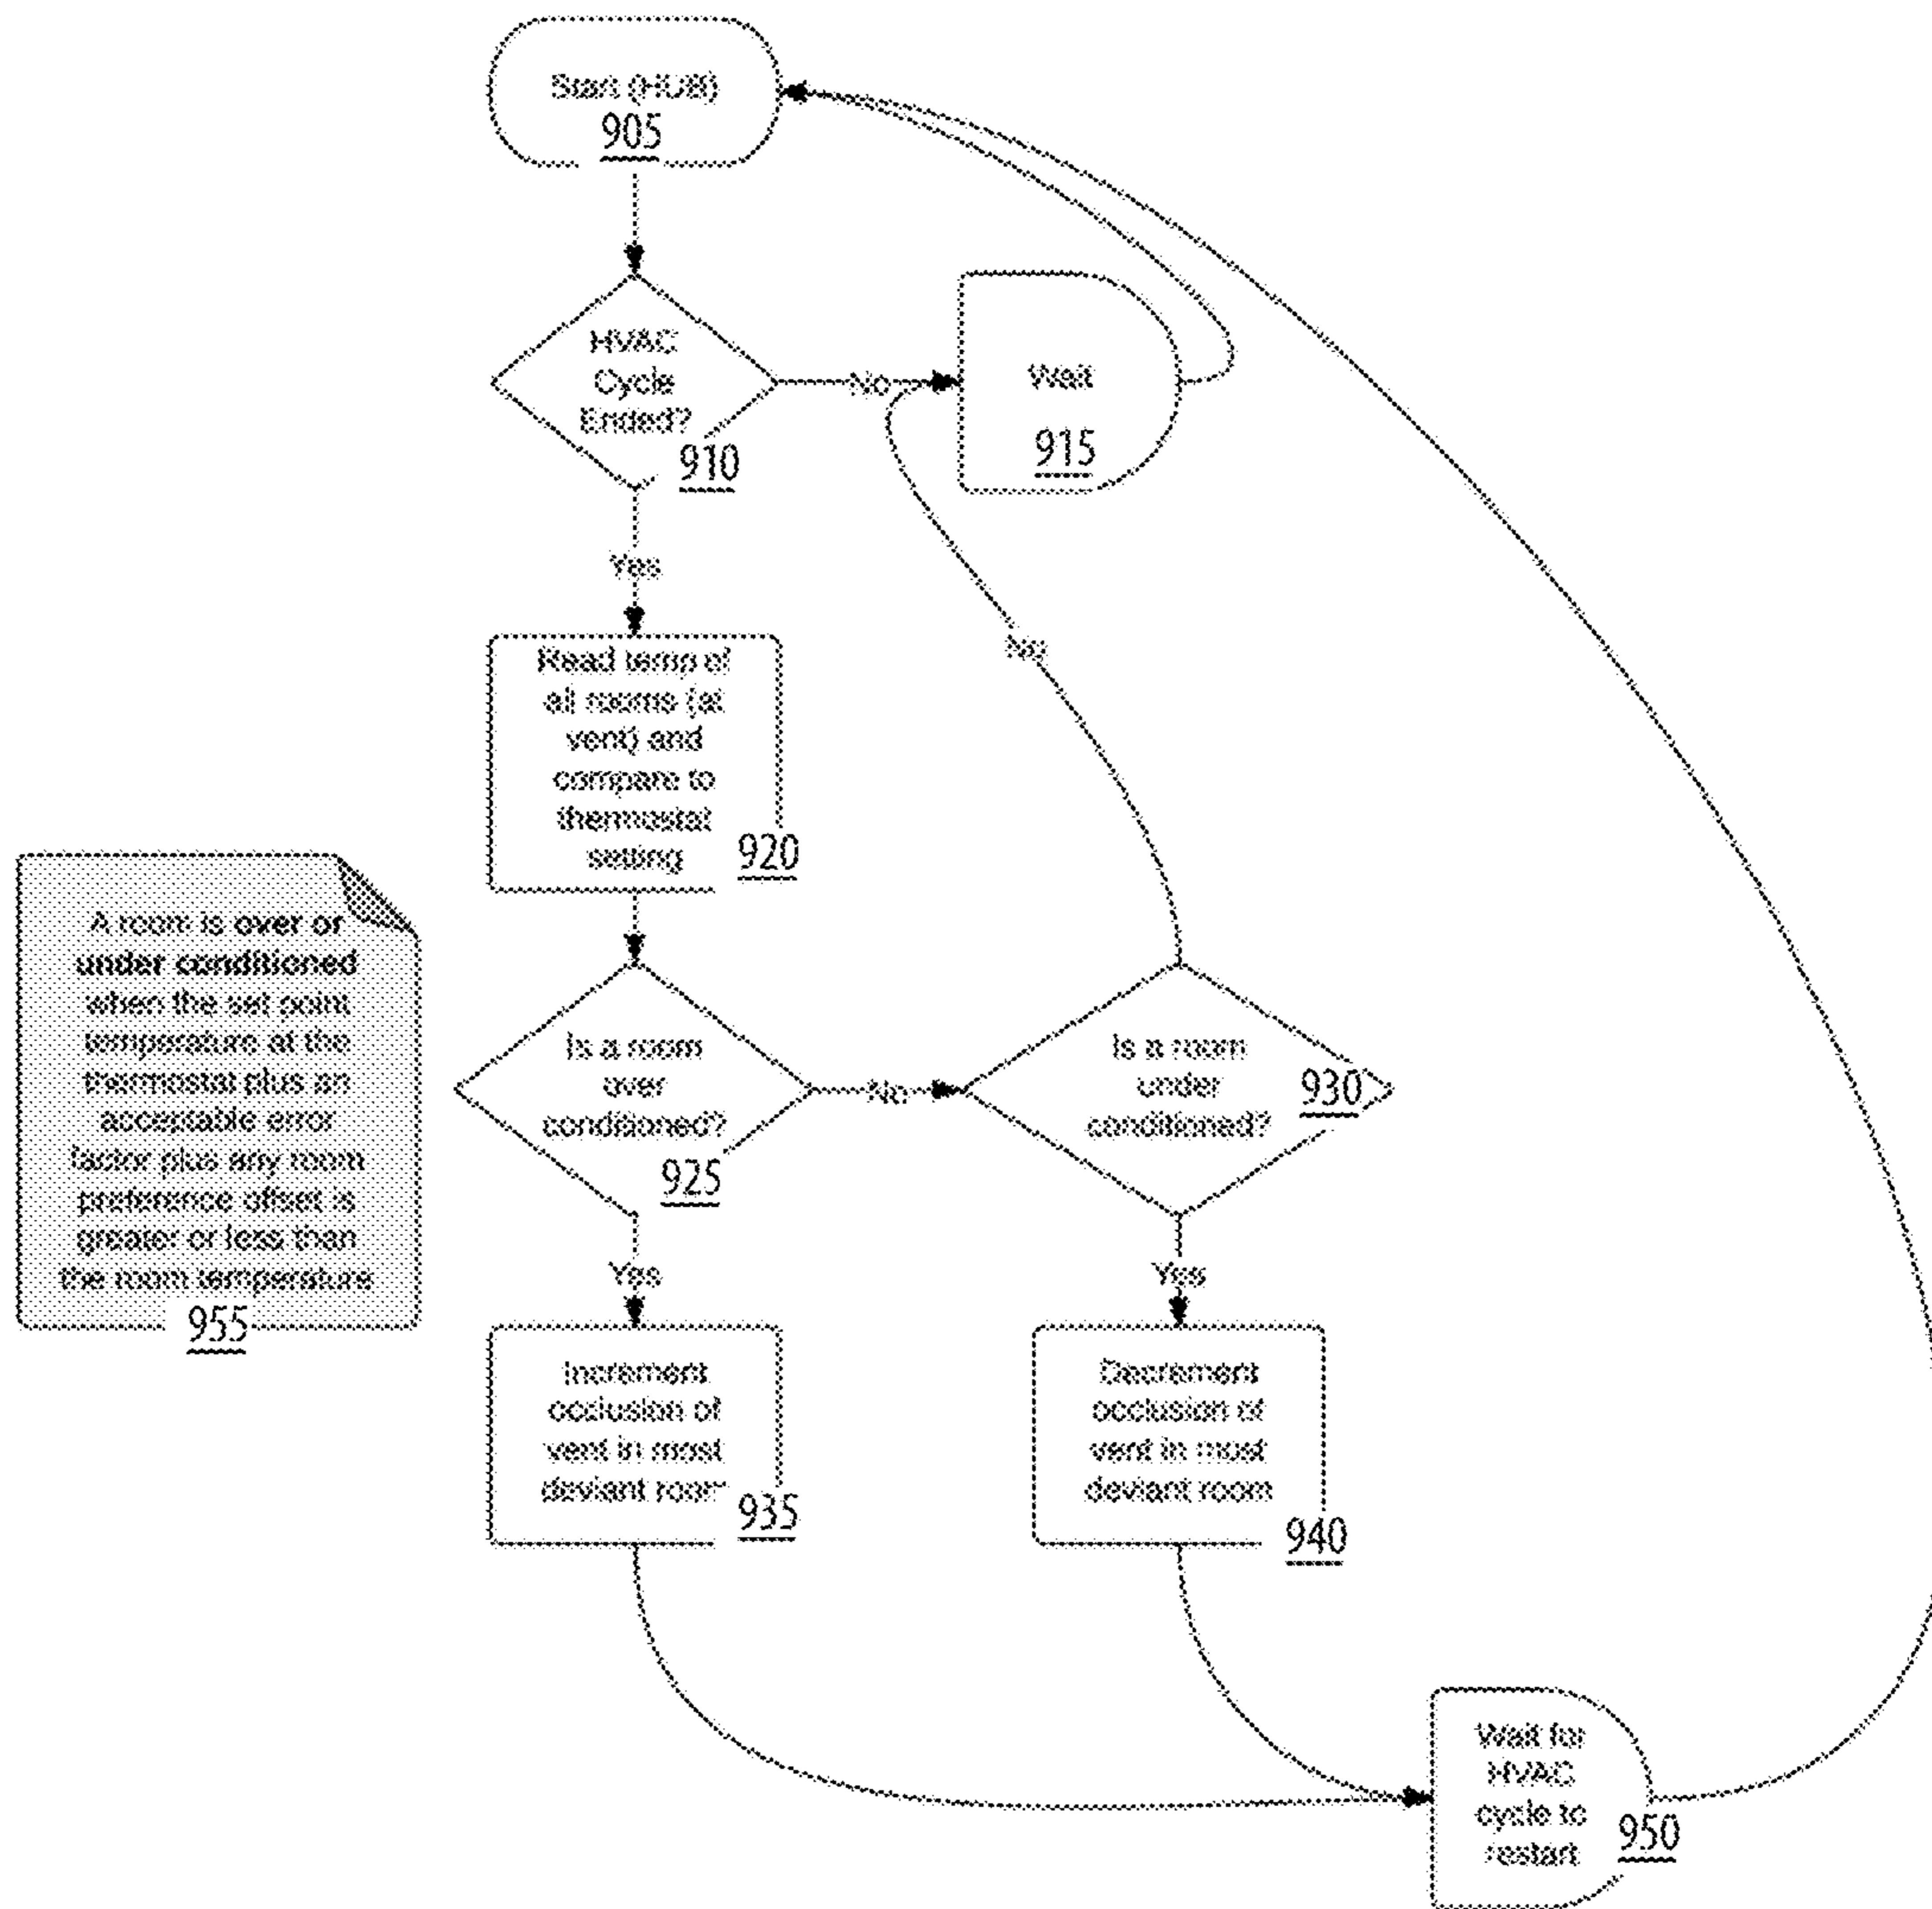 Start (HUB)
905
HVAC
Cycle
Ended?
910
No
Wait
915
Yes
Read temp of
all rooms (at
vent) and
compare to
thermostat
setting
920
No
A room is over or
under conditioned
when the set point
temperature at the
thermostat plus an
acceptable error
factor plus any room
preference offset is
greater or less than
the room temperature
955
Is a room
over
conditioned?
925
No
Is a room
under
conditioned?
930
Yes
Yes
Increment
occlusion of
vent in most
deviant room
935
Decrement
occlusion of
vent in most
deviant room
940
Wait for
HVAC
cycle to
restart
950